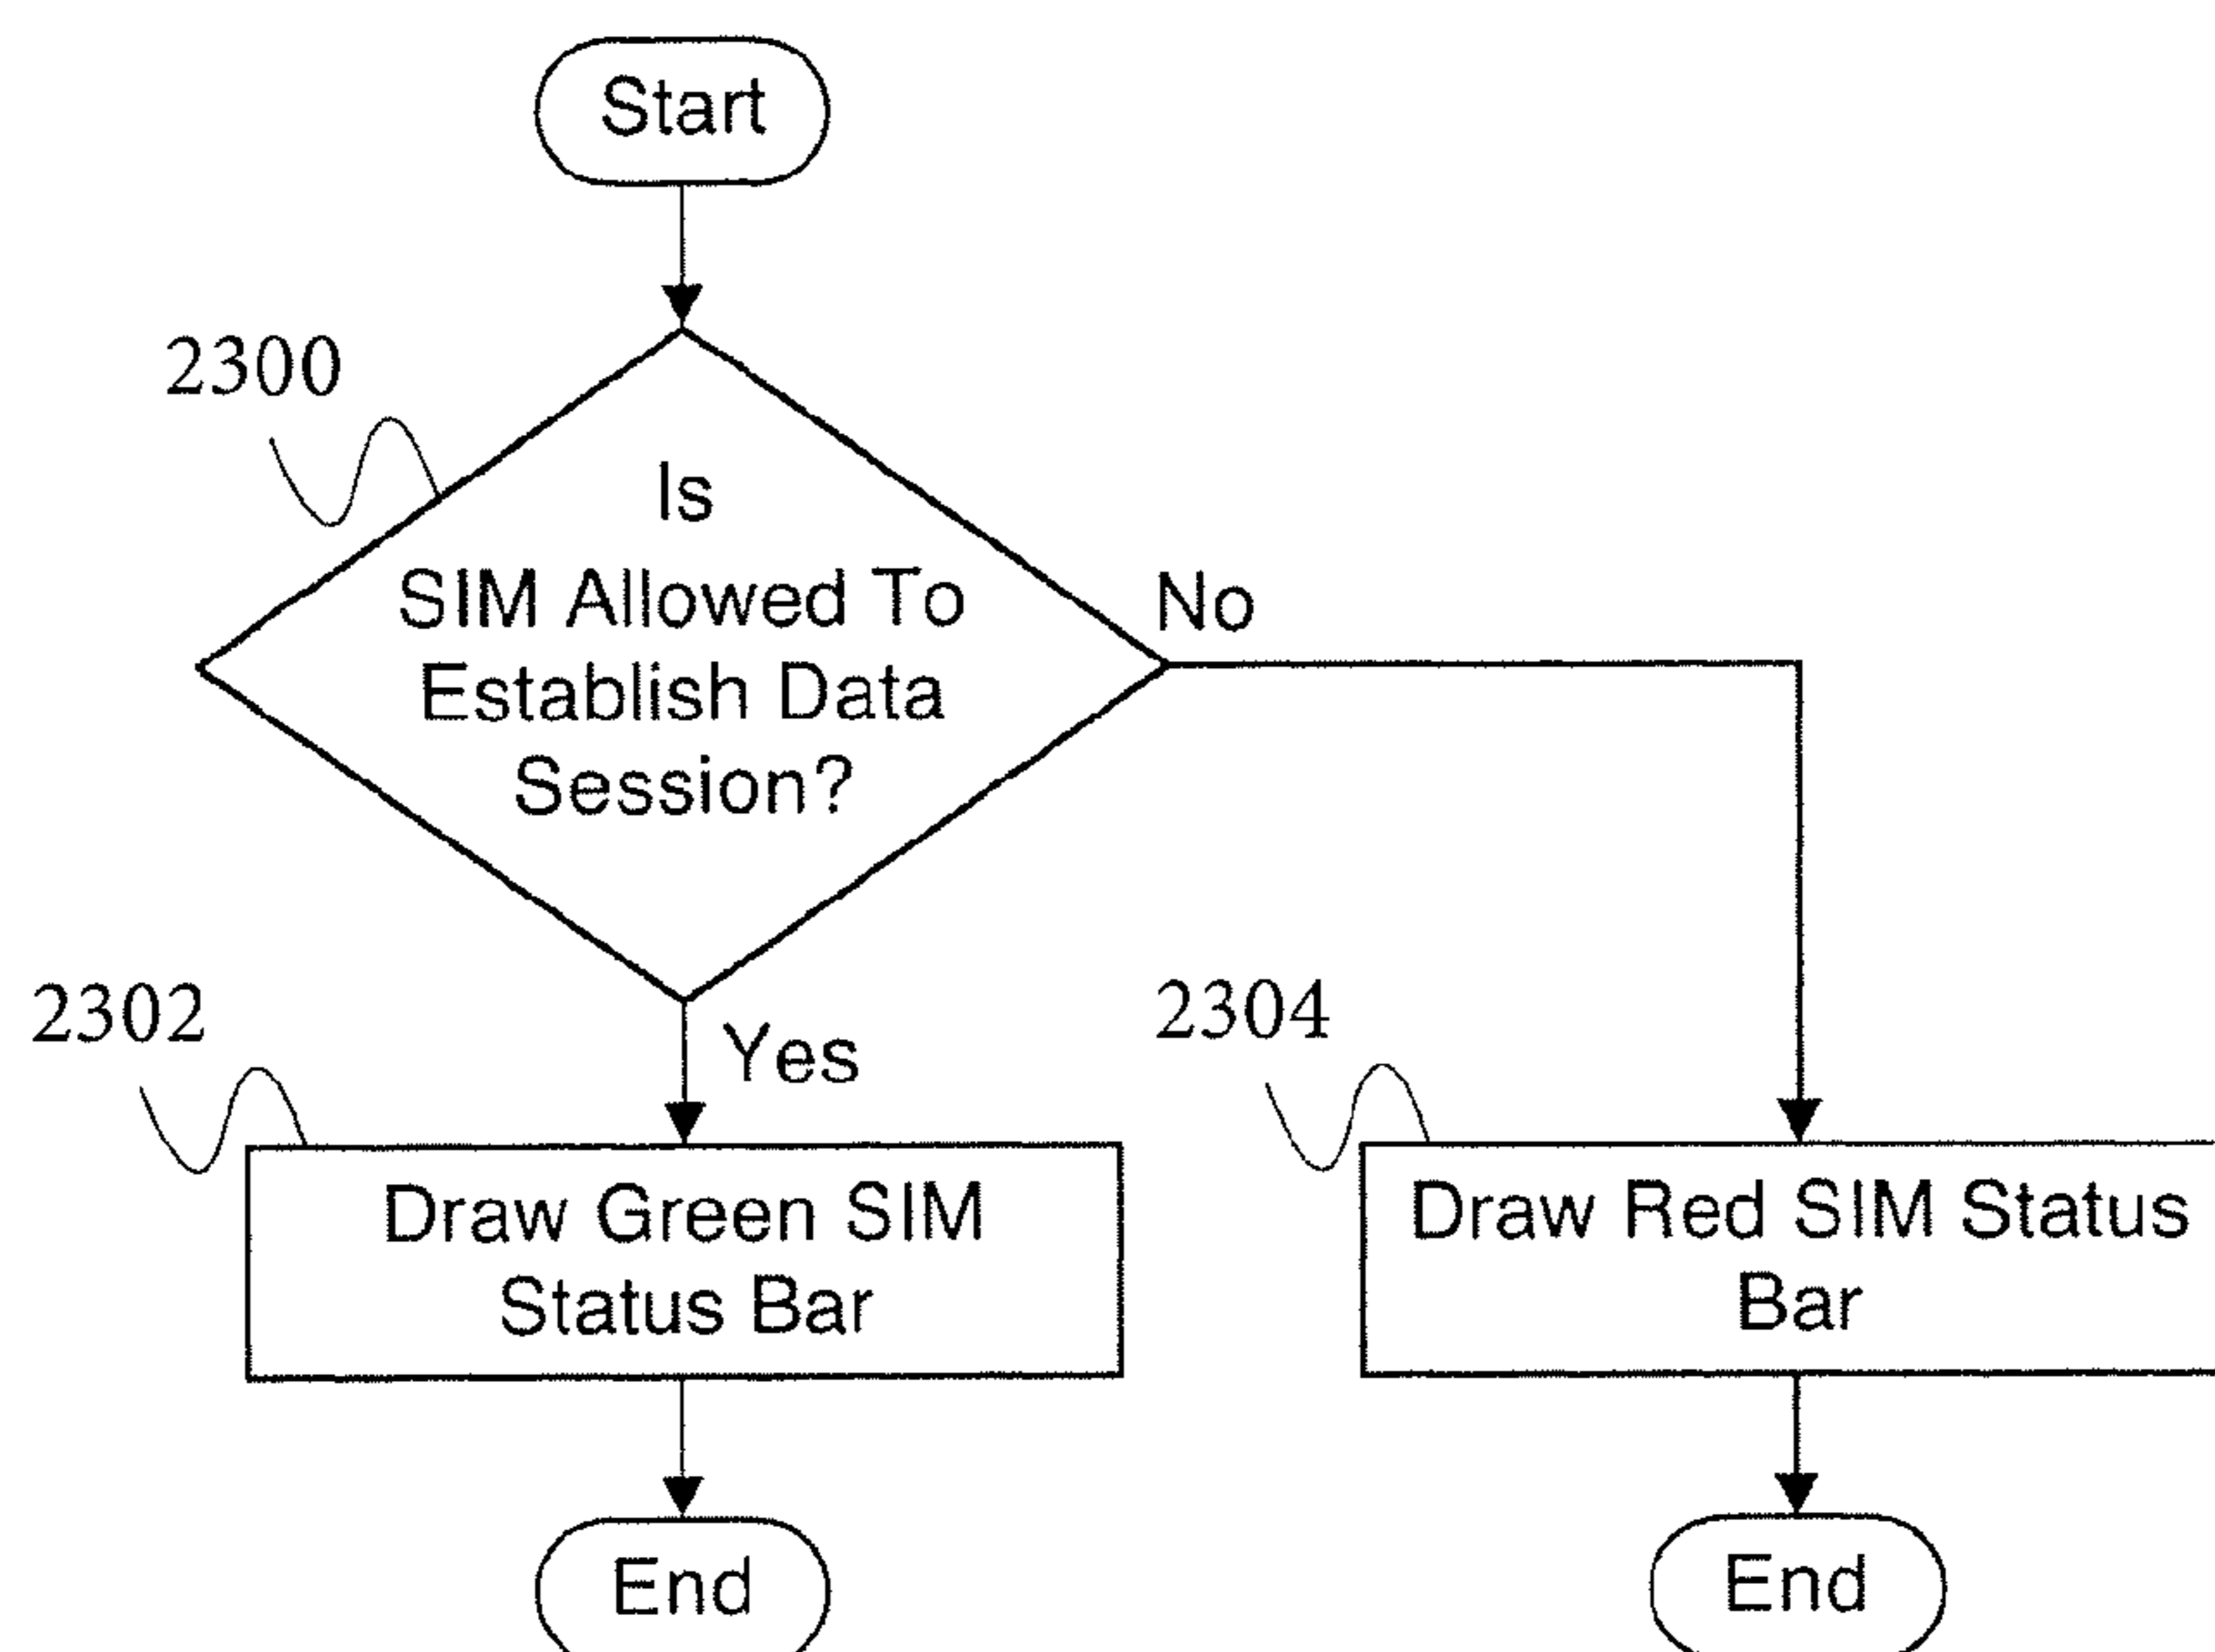 Start
2300
Is
SIM Allowed To
Establish Data
Session?
No
Yes
2302
Draw Green SIM
Status Bar
2304
Draw Red SIM Status
Bar
End
End